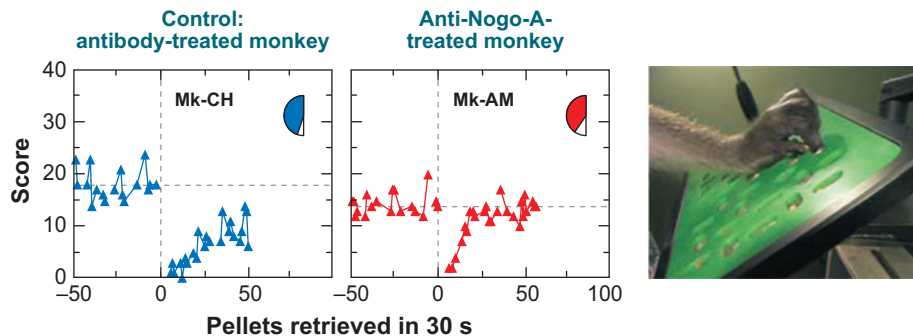 Control:
antibody-treated monkey
Anti-Nogo-A-
treated monkey
Score
40
30
20
10
0
Mk-CH
Mk-AM
–50 0 50
–50 0 50 100
Pellets retrieved in 30 s